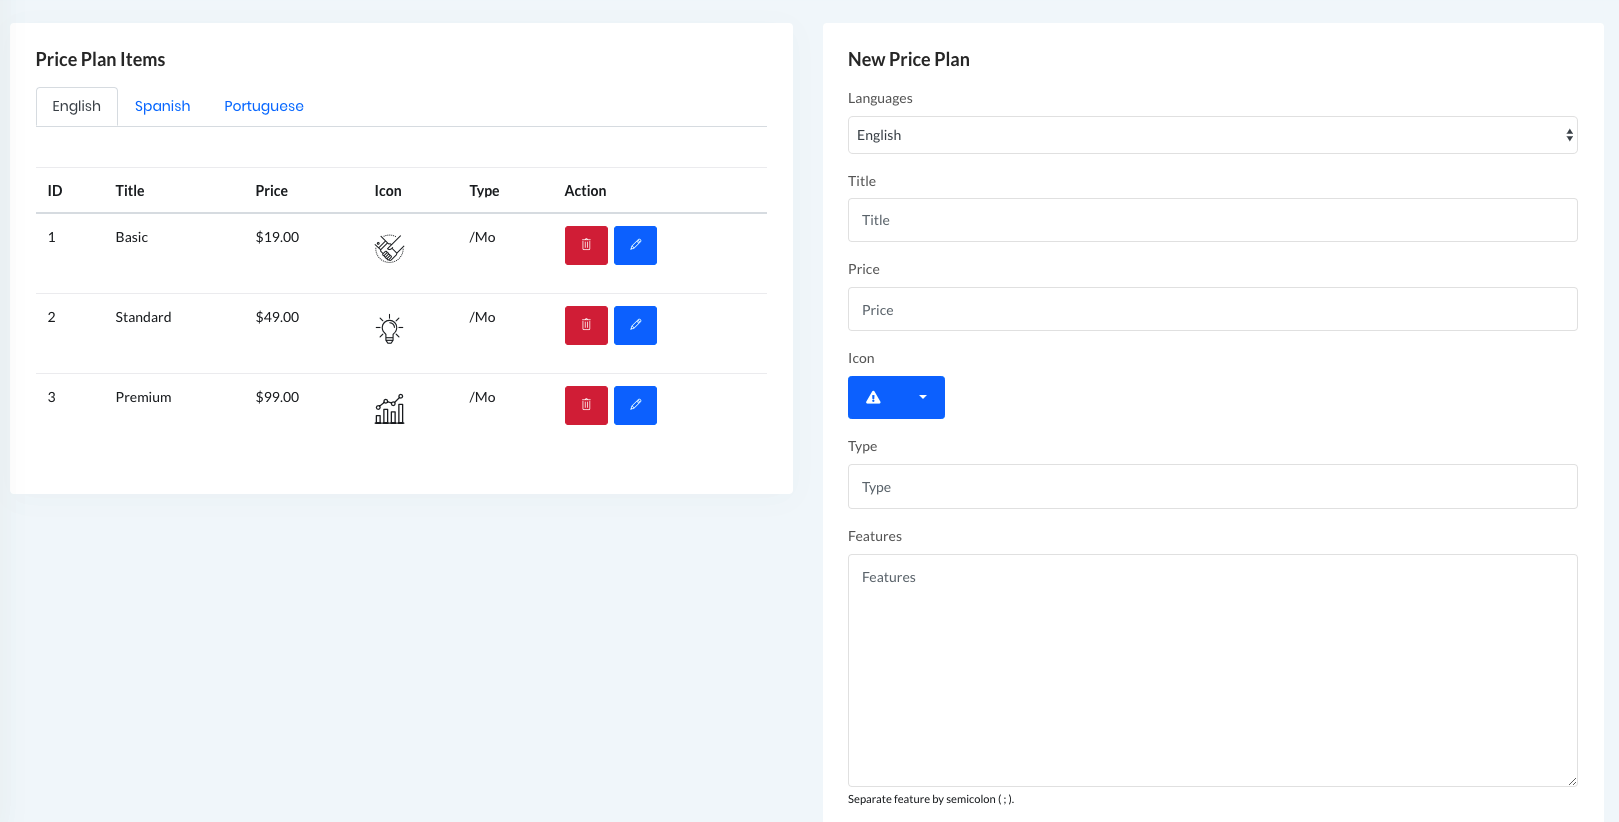 Price Plan Items
English Spanish Portuguese
ID Title Price Icon Type Action
1 Basic $19.00 /Mo
2 Standard $49.00 /Mo
3 Premium $99.00 /Mo
New Price Plan
Languages
English
Title
Title
Price
Price
Icon
Type
Type
Features
Features
Separate feature by semicolon ( ; ).